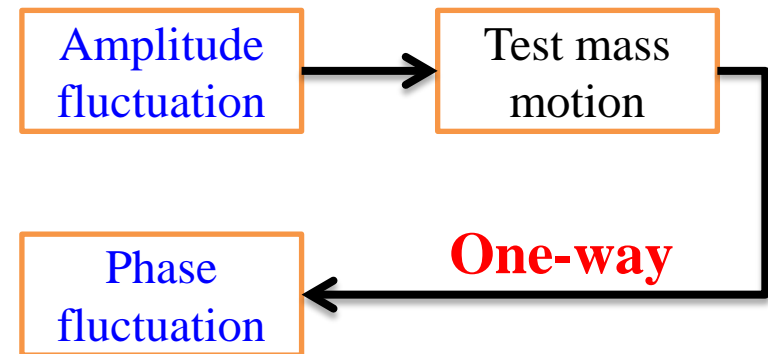 Amplitude
fluctuation
Test mass
motion
One-way
Phase
fluctuation